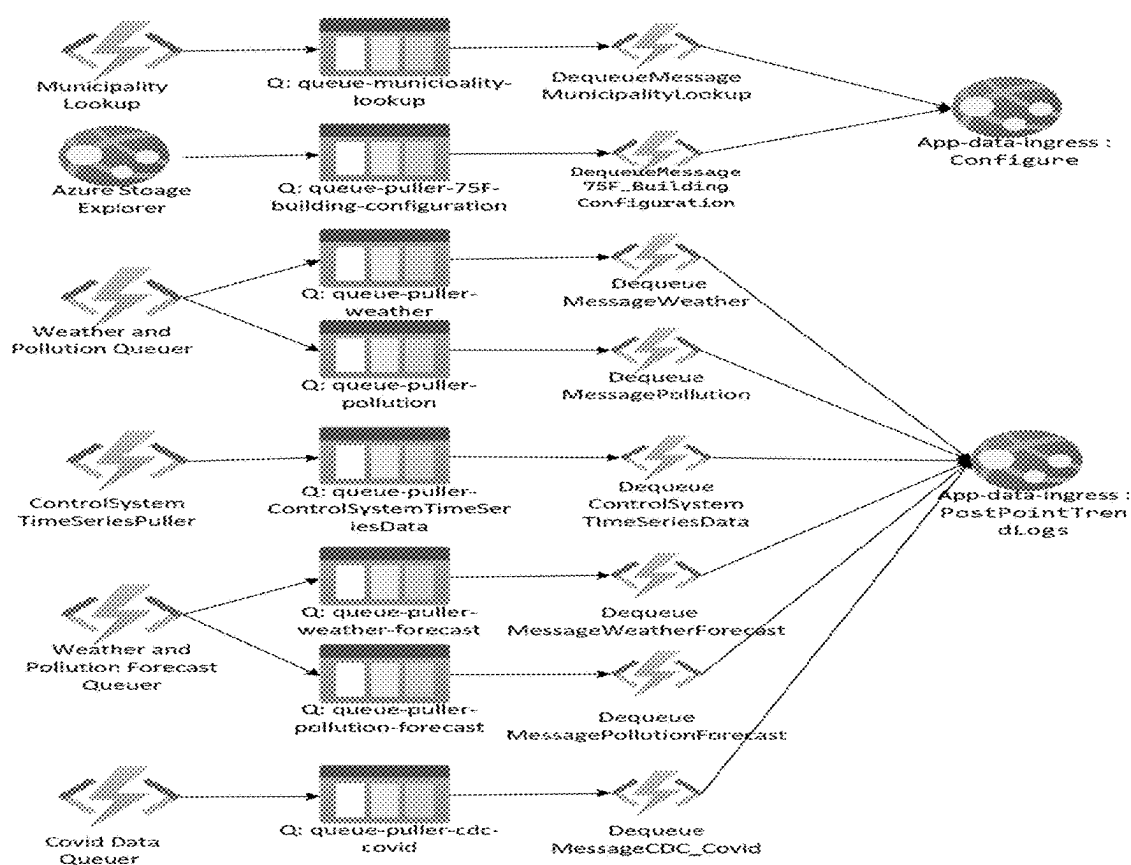 Municipality
Lookup
Q: queue-municioality-
lookup
DequeueMessage
MunicipalityLookup
App-data-ingress :
Configure
Azure Stoage
Explorer
Q: queue-puller-75F-
building-configuration
DequeueMessage
75F_Building
Configuration
Weather and
Pollution Queuer
Q: queue-puller-
weather
Dequeue
MessageWeather
Q: queue-puller-
pollution
Dequeue
MessagePollution
ControlSystem
TimeSeriesPuller
Q: queue-puller-
ControlSystemTimeSer
iesData
Dequeue
ControlSystem
TimeSeriesData
App-data-ingress :
PostPointTren
dLogs
Weather and
Pollution Forecast
Queuer
Q: queue-puller-
weather-forecast
Dequeue
MessageWeatherForecast
Q: queue-puller-
pollution-forecast
Dequeue
MessagePollutionForecast
Covid Data
Queuer
Q: queue-puller-cdc-
covid
Dequeue
MessageCDC_Covid